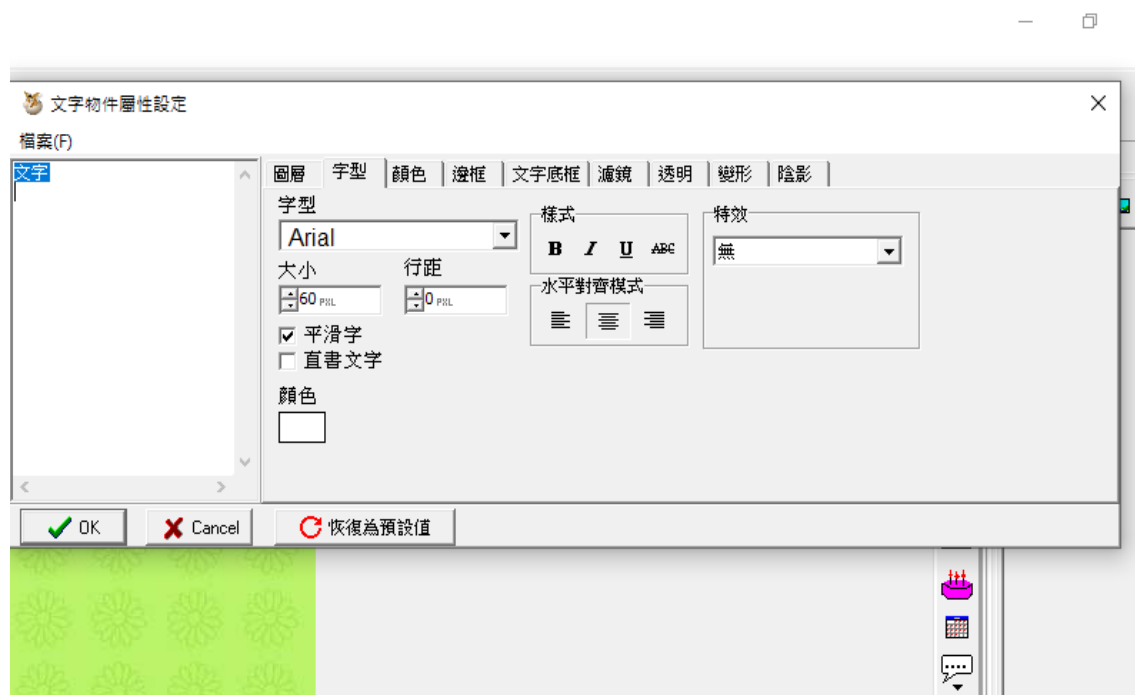 文字物件屬性設定
檔案(F)
文字
圖層 字型 顏色 邊框 文字底框 濾鏡 透明 變形 陰影
字型
Arial
大小 行距
60 PXL 0 PXL
平滑字
直書文字
顏色
樣式
B I U ABC
水平對齊模式
特效
無
OK Cancel 恢復為預設值